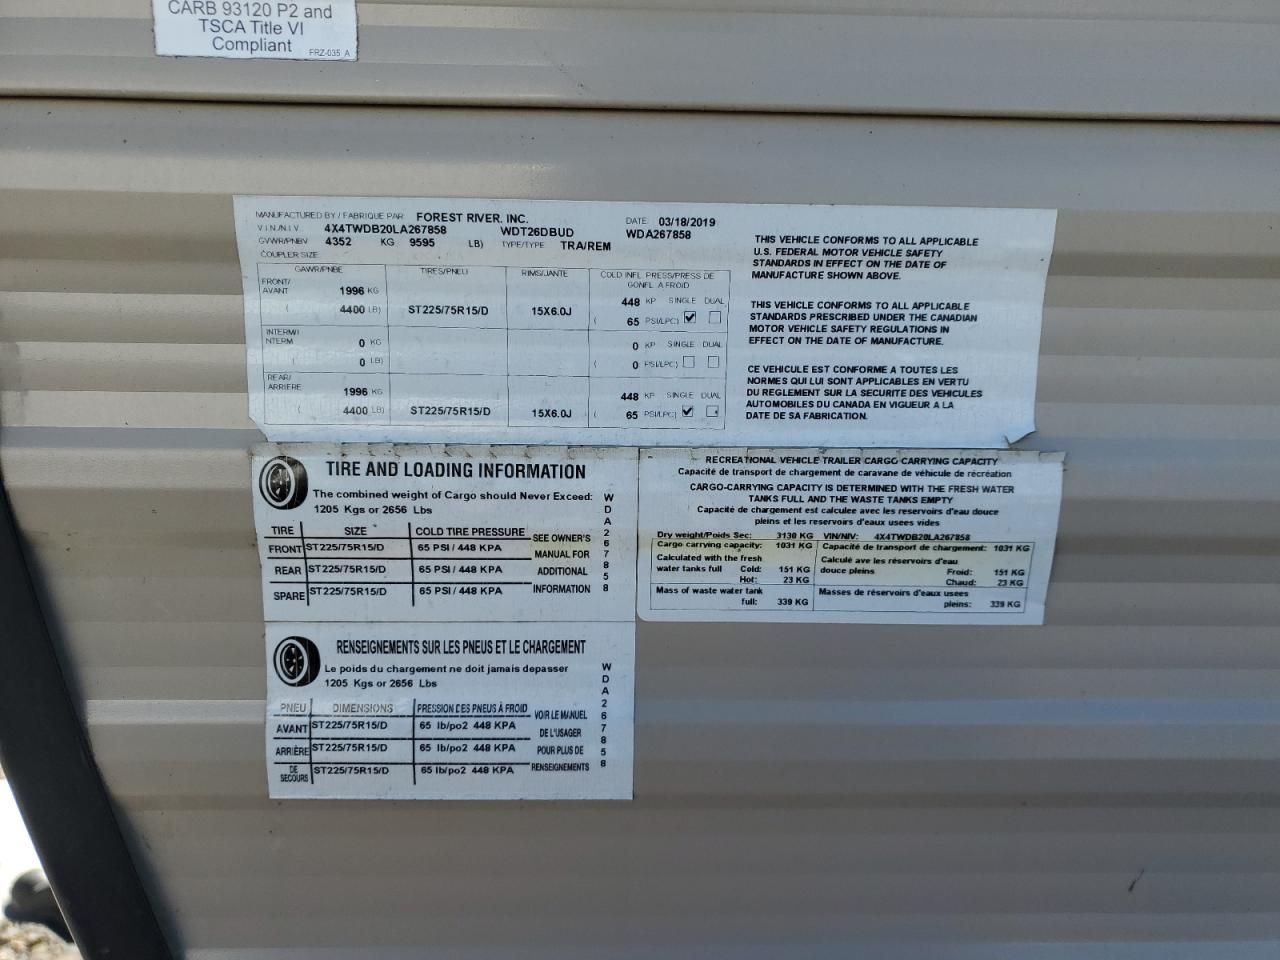 CARB 93120 P2 and
TSCA Title VI
Compliant
FRZ-035 A
MANUFACTURED BY / FABRIQUE PAR FOREST RIVER, INC. DATE 03/18/2019
V.I.N./N.I.V. 4X4TWDB20LA267858 WDT26DBUD WDA267858
GVWR/PNBV 4352 KG 9595 LB) TYPE/TYPE TRA/REM
COUPLER SIZE
GAWR/PNBE TIRES/PNEU RIMS/JANTE COLD INFL. PRESS/PRESS DE
GONFL. A FROID
FRONT/
AVANT 1996 KG 448 KP SINGLE DUAL
( 4400 LB) ST225/75R15/D 15X6.0J ( 65 PSI/LPC)
INTERM/
NTERM 0 KG 0 KP SINGLE DUAL
( 0 LB) ( 0 PSI/LPC)
REAR/
ARRIERE 1996 KG 448 KP SINGLE DUAL
( 4400 LB) ST225/75R15/D 15X6.0J ( 65 PSI/LPC)
THIS VEHICLE CONFORMS TO ALL APPLICABLE
U.S. FEDERAL MOTOR VEHICLE SAFETY
STANDARDS IN EFFECT ON THE DATE OF
MANUFACTURE SHOWN ABOVE.
THIS VEHICLE CONFORMS TO ALL APPLICABLE
STANDARDS PRESCRIBED UNDER THE CANADIAN
MOTOR VEHICLE SAFETY REGULATIONS IN
EFFECT ON THE DATE OF MANUFACTURE.
CE VEHICULE EST CONFORME A TOUTES LES
NORMES QUI LUI SONT APPLICABLES EN VERTU
DU REGLEMENT SUR LA SECURITE DES VEHICULES
AUTOMOBILES DU CANADA EN VIGUEUR A LA
DATE DE SA FABRICATION.
TIRE AND LOADING INFORMATION
The combined weight of Cargo should Never Exceed:
1205 Kgs or 2656 Lbs
TIRE SIZE COLD TIRE PRESSURE SEE OWNER'S
FRONT ST225/75R15/D 65 PSI / 448 KPA MANUAL FOR
REAR ST225/75R15/D 65 PSI / 448 KPA ADDITIONAL
SPARE ST225/75R15/D 65 PSI / 448 KPA INFORMATION
WDA267858
RECREATIONAL VEHICLE TRAILER CARGO CARRYING CAPACITY
Capacité de transport de chargement de caravane de véhicule de récréation
CARGO-CARRYING CAPACITY IS DETERMINED WITH THE FRESH WATER
TANKS FULL AND THE WASTE TANKS EMPTY
Capacité de chargement est calculee avec les reservoirs d'eau douce
pleins et les reservoirs d'eaux usees vides
Dry weight/Poids Sec: 3130 KG VIN/NIV: 4X4TWDB20LA267858
Cargo carrying capacity: 1031 KG Capacité de transport de chargement: 1031 KG
Calculated with the fresh Calculé ave les réservoirs d'eau
water tanks full Cold: 151 KG douce pleins Froid: 151 KG
Hot: 23 KG Chaud: 23 KG
Mass of waste water tank Masses de réservoirs d'eaux usees
full: 339 KG pleins: 339 KG
RENSEIGNEMENTS SUR LES PNEUS ET LE CHARGEMENT
Le poids du chargement ne doit jamais depasser
1205 Kgs or 2656 Lbs
PNEU DIMENSIONS PRESSION DES PNEUS À FROID VOIR LE MANUEL
AVANT ST225/75R15/D 65 lb/po2 448 KPA DE L'USAGER
ARRIÈRE ST225/75R15/D 65 lb/po2 448 KPA POUR PLUS DE
DE
SECOURS ST225/75R15/D 65 lb/po2 448 KPA RENSEIGNEMENTS
WDA267858